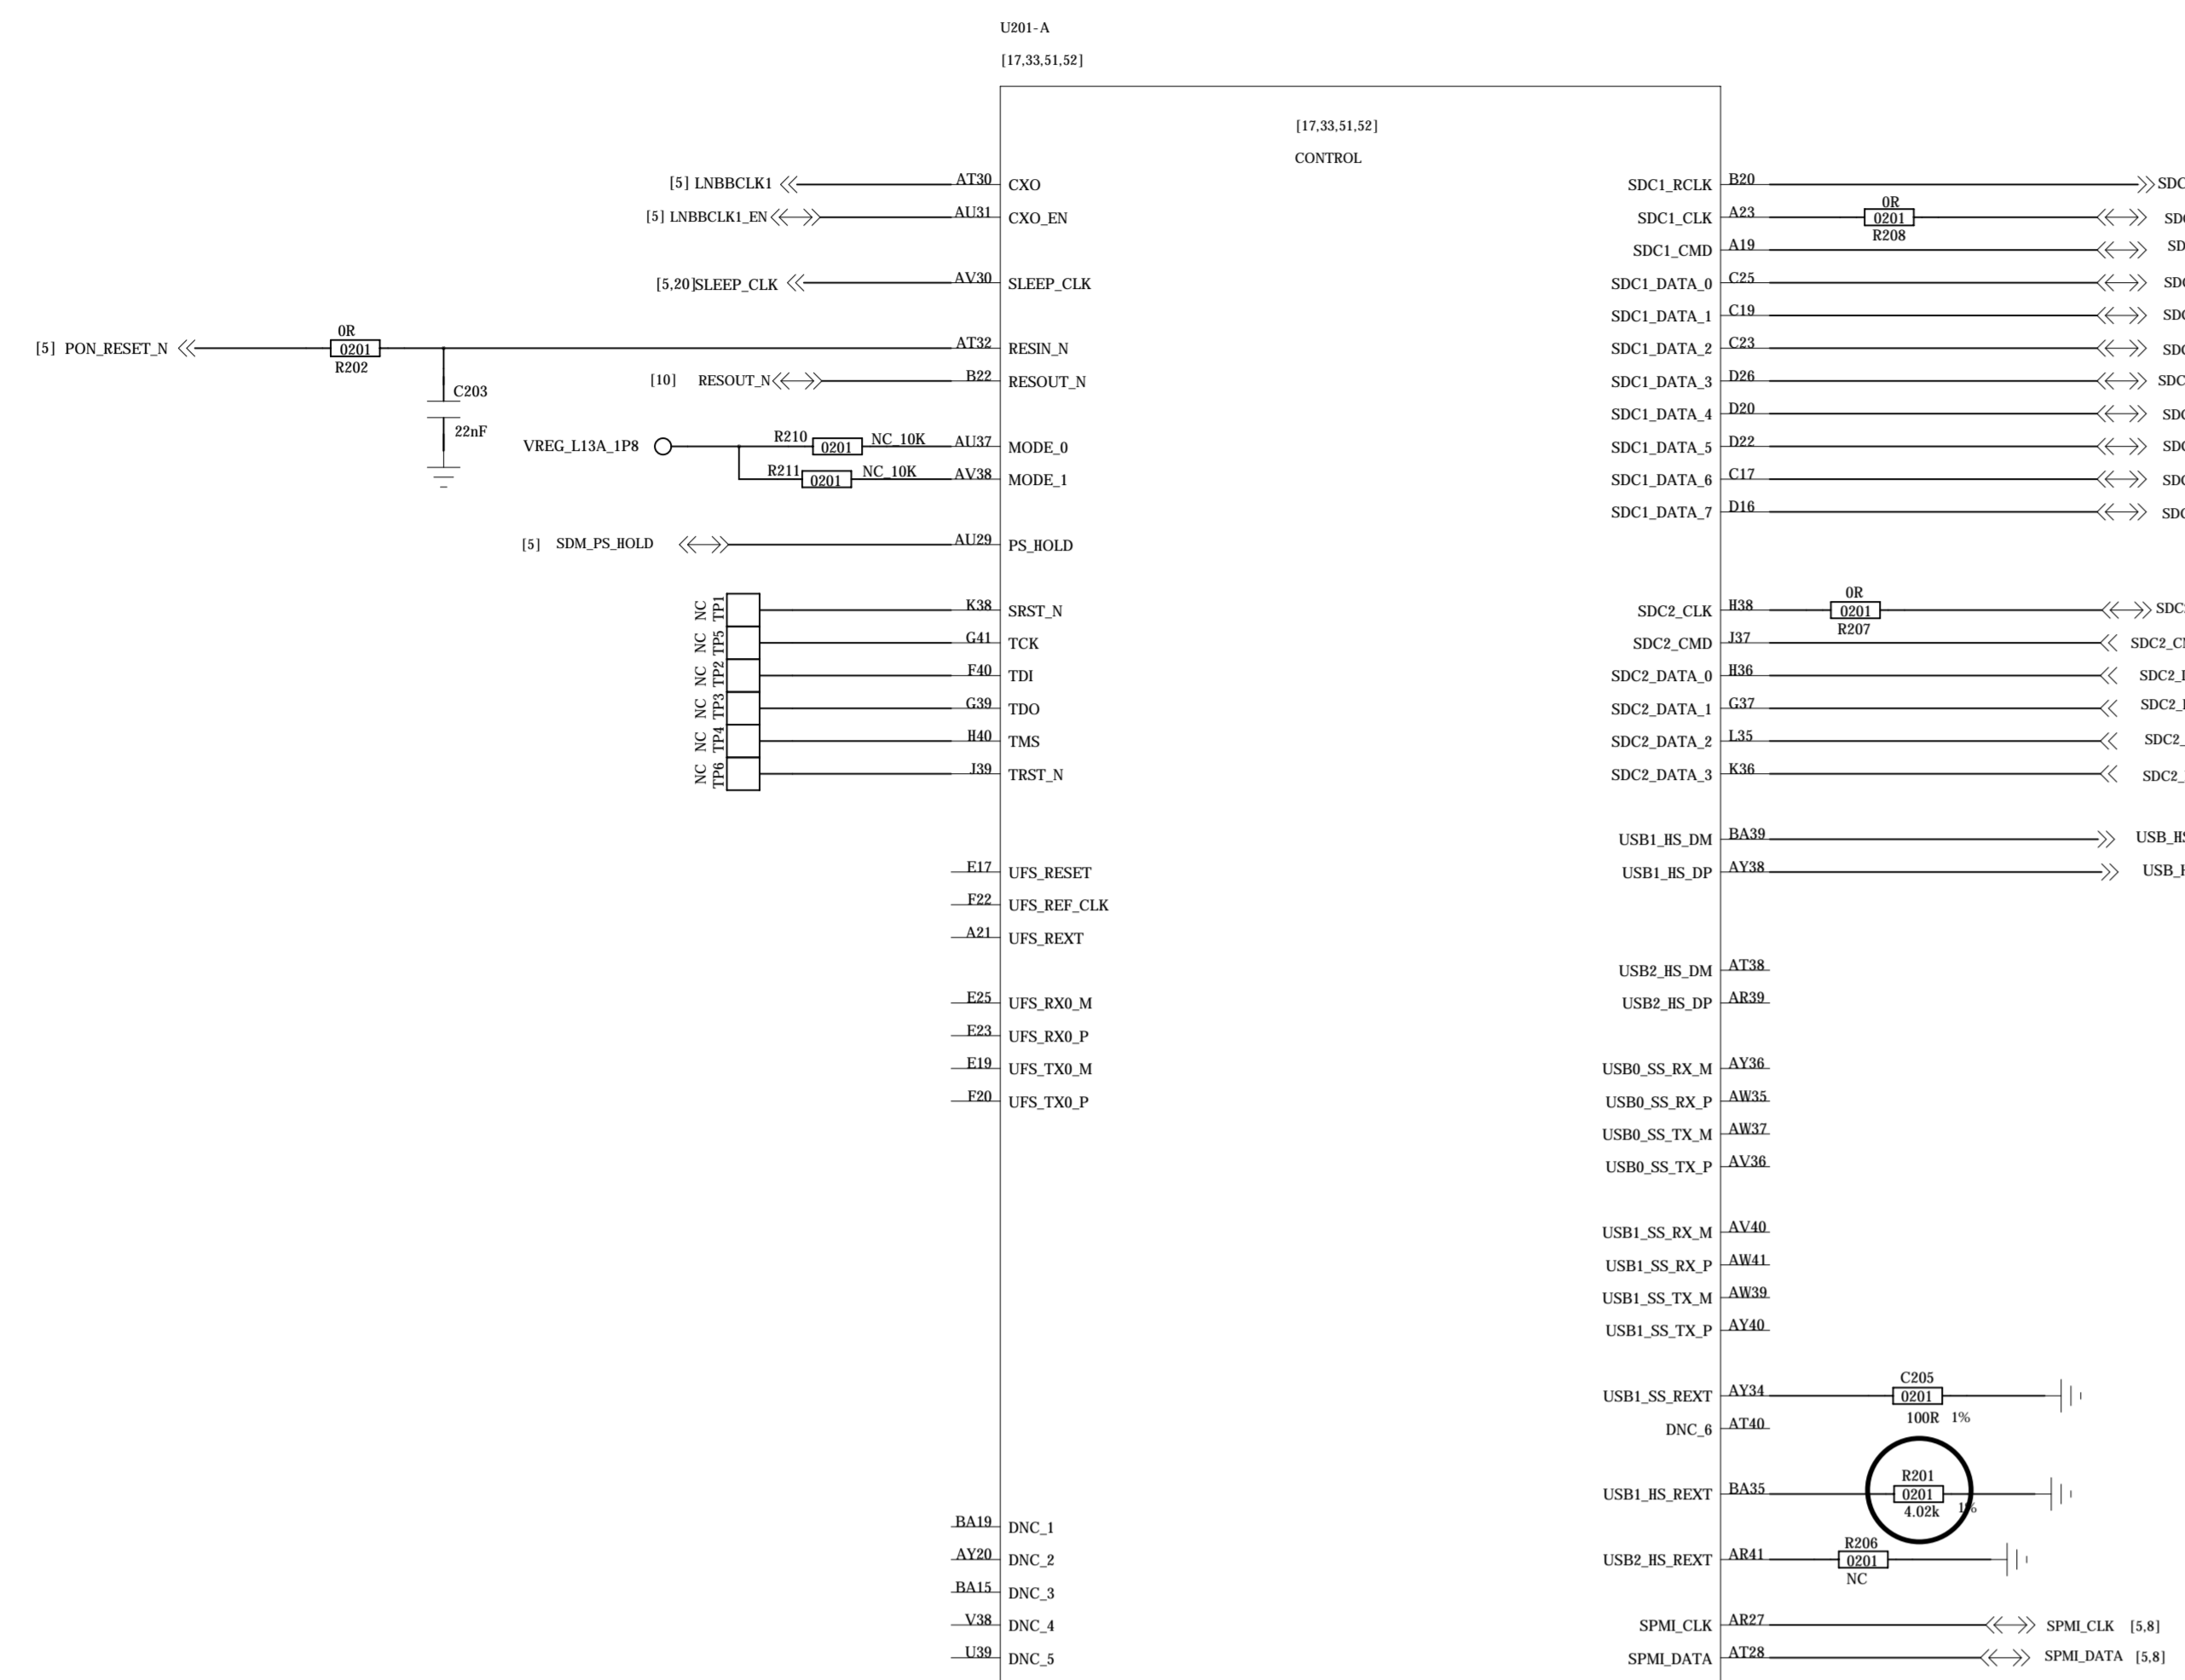 U201-A
[17,33,51,52]
[17,33,51,52]
CONTROL
[5] LNBBCLK1 AT30 CXO
[5] LNBBCLK1_EN AU31 CXO_EN
[5,20]SLEEP_CLK AV30 SLEEP_CLK
0R
[5] PON_RESET_N 0201 AT32 RESIN_N
R202
[10] RESOUT_N B22 RESOUT_N
C203
22nF
VREG_L13A_1P8 R210 0201 NC_10K AU37 MODE_0
R211 0201 NC_10K AV38 MODE_1
[5] SDM_PS_HOLD AU29 PS_HOLD
NC TP1 K38 SRST_N
NC TP5 G41 TCK
NC TP2 F40 TDI
NC TP3 G39 TDO
NC TP4 H40 TMS
NC TP6 J39 TRST_N
E17 UFS_RESET
F22 UFS_REF_CLK
A21 UFS_REXT
E25 UFS_RX0_M
E23 UFS_RX0_P
E19 UFS_TX0_M
F20 UFS_TX0_P
BA19 DNC_1
AY20 DNC_2
BA15 DNC_3
V38 DNC_4
U39 DNC_5
SDC1_RCLK B20
0R
SDC1_CLK A23 0201
R208
SDC1_CMD A19
SDC1_DATA_0 C25
SDC1_DATA_1 C19
SDC1_DATA_2 C23
SDC1_DATA_3 D26
SDC1_DATA_4 D20
SDC1_DATA_5 D22
SDC1_DATA_6 C17
SDC1_DATA_7 D16
0R
SDC2_CLK H38 0201
R207
SDC2_CMD J37
SDC2_DATA_0 H36
SDC2_DATA_1 G37
SDC2_DATA_2 L35 SDC2_
SDC2_DATA_3 K36 SDC2_
USB1_HS_DM BA39
USB1_HS_DP AY38
USB2_HS_DM AT38
USB2_HS_DP AR39
USB0_SS_RX_M AY36
USB0_SS_RX_P AW35
USB0_SS_TX_M AW37
USB0_SS_TX_P AV36
USB1_SS_RX_M AV40
USB1_SS_RX_P AW41
USB1_SS_TX_M AW39
USB1_SS_TX_P AY40
C205
USB1_SS_REXT AY34 0201
100R 1%
DNC_6 AT40
R201
USB1_HS_REXT BA35 0201
4.02k 1%
R206
USB2_HS_REXT AR41 0201
NC
SPMI_CLK AR27 SPMI_CLK [5,8]
SPMI_DATA AT28 SPMI_DATA [5,8]